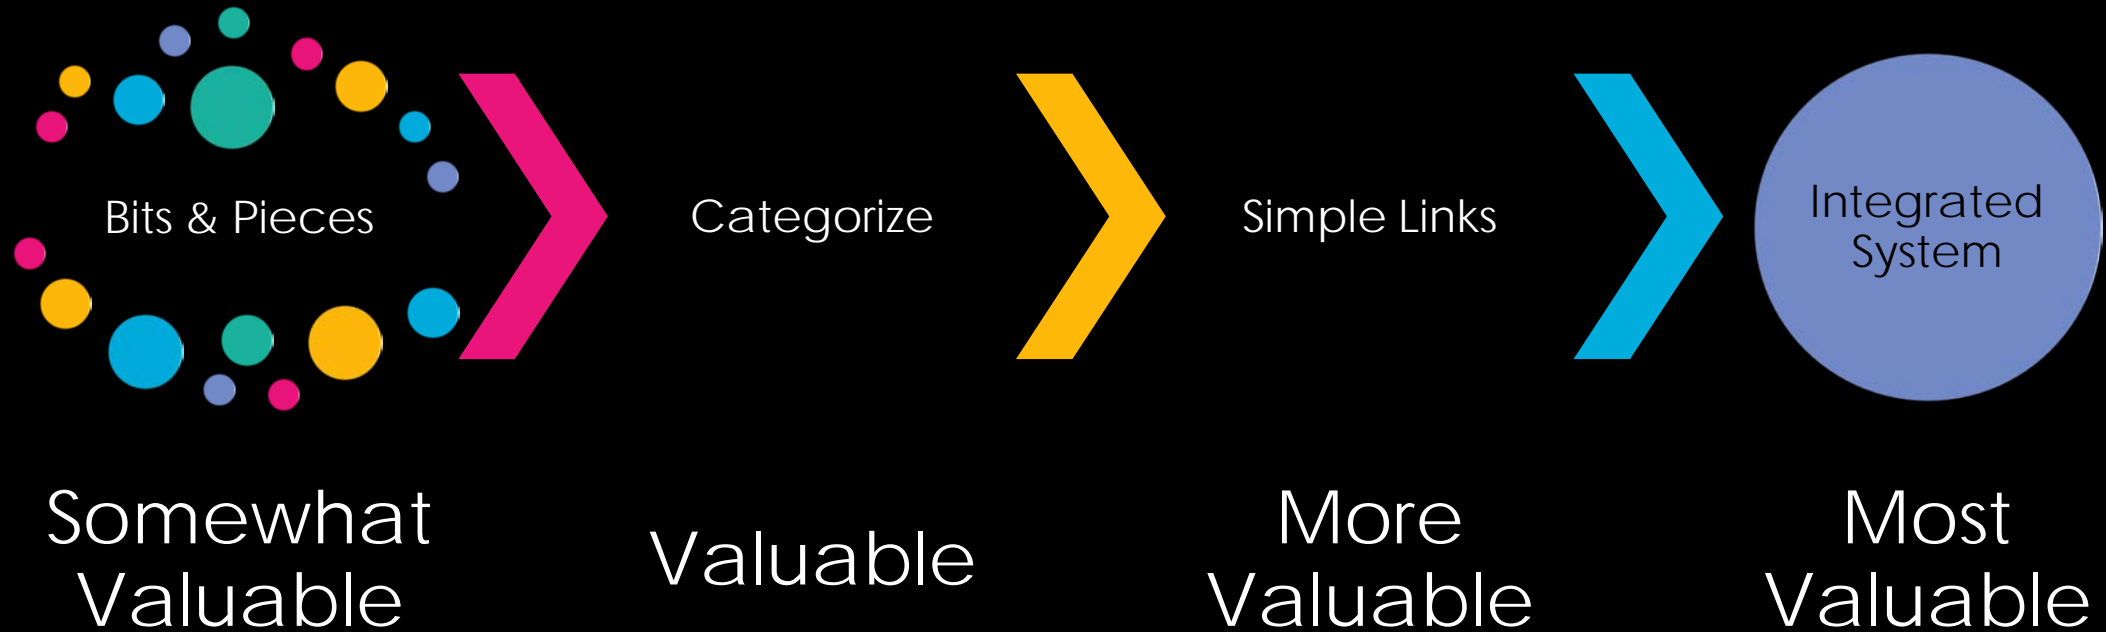 Bits & Pieces
Categorize
Simple Links
Integrated
System
Somewhat
Valuable
Valuable
More
Valuable
Most
Valuable